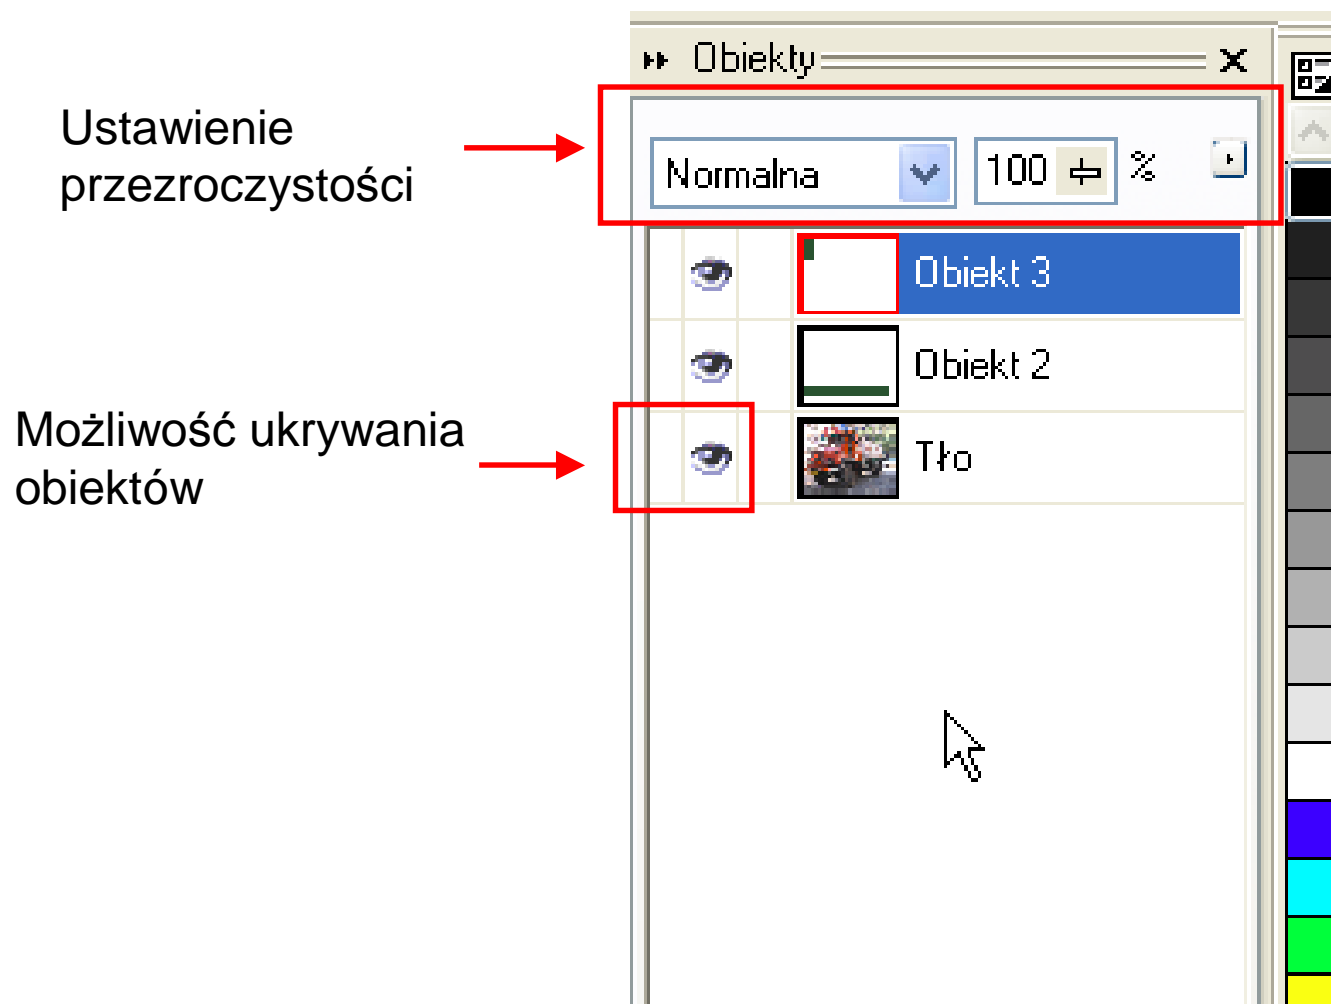 Obiekty
Ustawienie
przezroczystości
Normalna 100 %
Obiekt 3
Obiekt 2
Możliwość ukrywania
obiektów
Tło